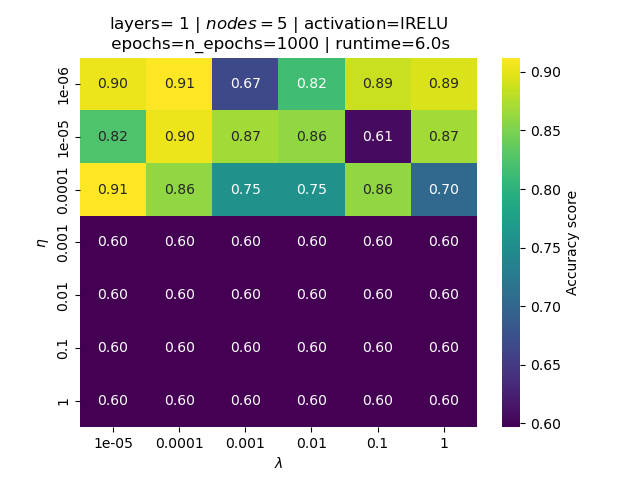 layers= 1 | nodes = 5 | activation=lRELU
epochs=n_epochs=1000 | runtime=6.0s
1e-06 0.90 0.91 0.67 0.82 0.89 0.89
1e-05 0.82 0.90 0.87 0.86 0.61 0.87
0.0001 0.91 0.86 0.75 0.75 0.86 0.70
0.001 0.60 0.60 0.60 0.60 0.60 0.60
0.01 0.60 0.60 0.60 0.60 0.60 0.60
0.1 0.60 0.60 0.60 0.60 0.60 0.60
1 0.60 0.60 0.60 0.60 0.60 0.60
η
1e-05 0.0001 0.001 0.01 0.1 1
λ
0.90
0.85
0.80
0.75
0.70
0.65
0.60
Accuracy score